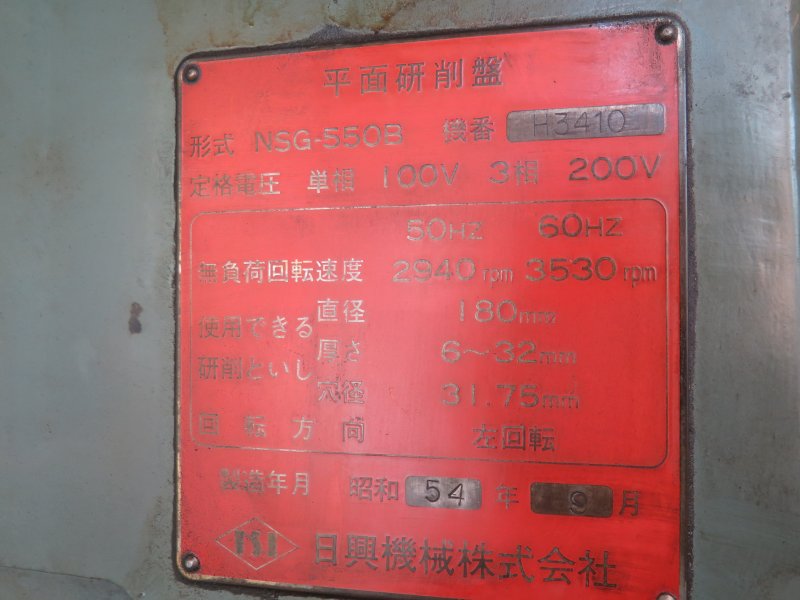 平面研削盤
形式 NSG-550B 機番 H3410
定格電圧 単相 100V 3相 200V
50HZ 60HZ
無負荷回転速度 2940rpm 3530rpm
使用できる研削といし 直径 180mm
厚さ 6~32mm
穴径 31.75mm
回転方向 左回転
製造年月 昭和 54 年 9 月
日興機械株式会社